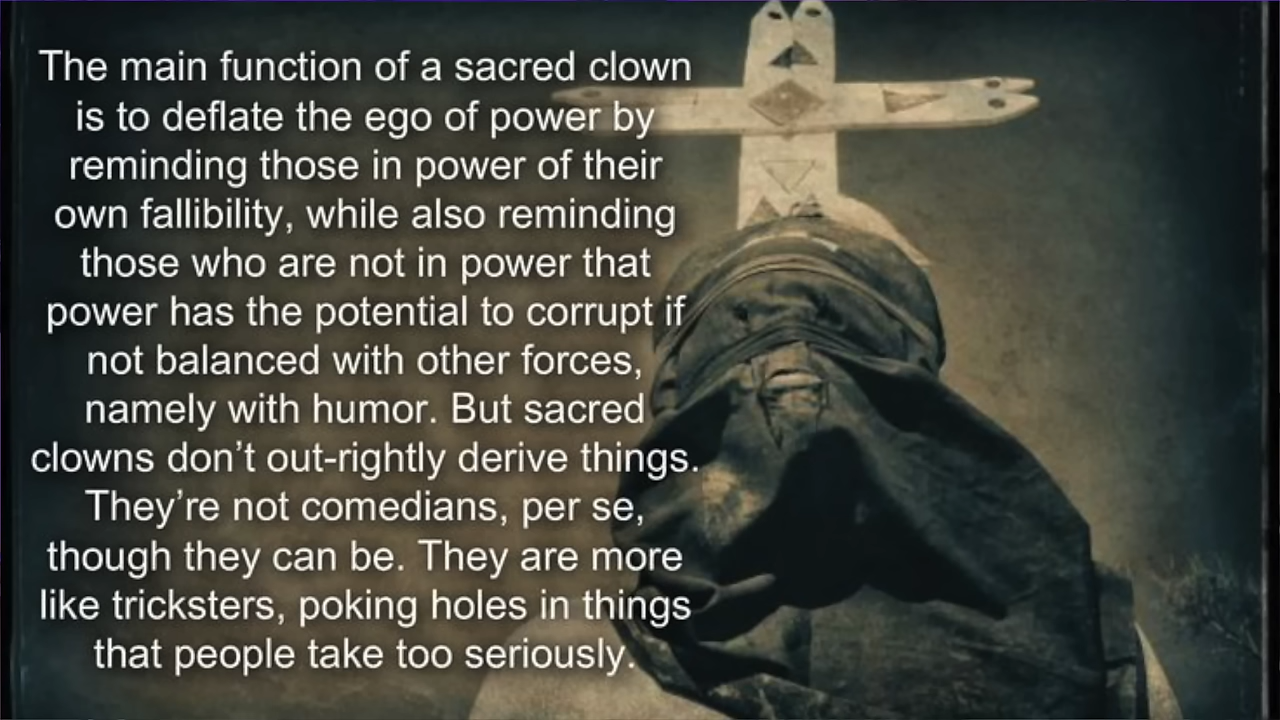 The main function of a sacred clown
is to deflate the ego of power by
reminding those in power of their
own fallibility, while also reminding
those who are not in power that
power has the potential to corrupt if
not balanced with other forces,
namely with humor. But sacred
clowns don’t out-rightly derive things.
They’re not comedians, per se,
though they can be. They are more
like tricksters, poking holes in things
that people take too seriously.